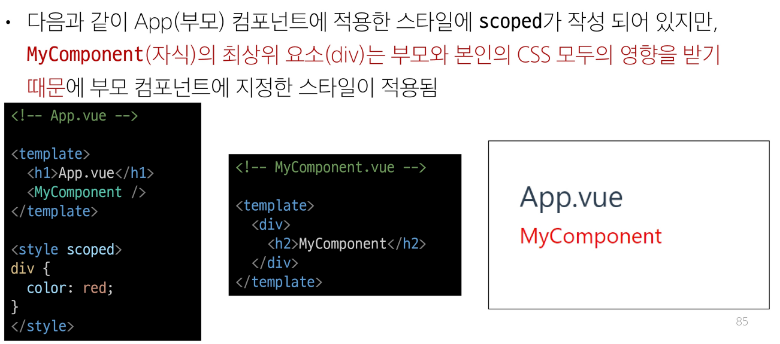 • 다음과 같이 App(부모) 컴포넌트에 적용한 스타일에 scoped가 작성 되어 있지만,
MyComponent(자식)의 최상위 요소(div)는 부모와 본인의 CSS 모두의 영향을 받기
때문에 부모 컴포넌트에 지정한 스타일이 적용됨
<!-- App.vue -->
<template>
  <h1>App.vue</h1>
  <MyComponent />
</template>
<style scoped>
div {
  color: red;
}
</style>
<!-- MyComponent.vue -->
<template>
  <div>
    <h2>MyComponent</h2>
  </div>
</template>
App.vue
MyComponent
85